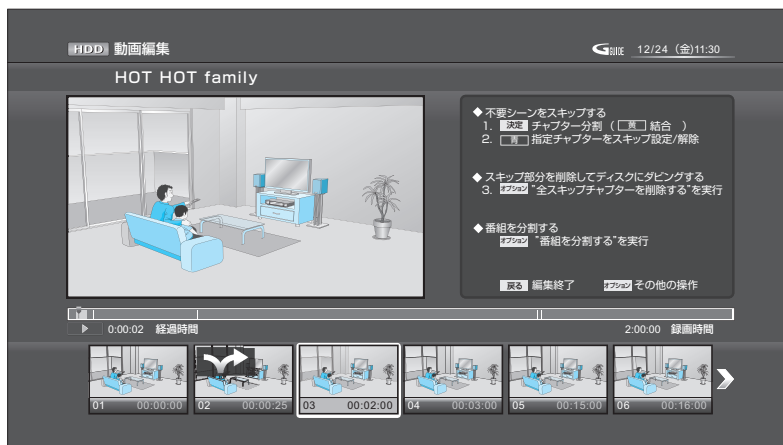 HDD 動画編集
GGUIDE 12/24 (金)11:30
HOT HOT family
◆不要シーンをスキップする
1. 決定 チャプター分割 ( 黄 結合 )
2. 青 指定チャプターをスキップ設定/解除
◆スキップ部分を削除してディスクにダビングする
3. オプション "全スキップチャプターを削除する"を実行
◆番組を分割する
オプション "番組を分割する"を実行
戻る 編集終了 オプション その他の操作
0:00:02 経過時間
2:00:00 録画時間
01 00:00:00
02 00:00:25
03 00:02:00
04 00:03:00
05 00:15:00
06 00:16:00